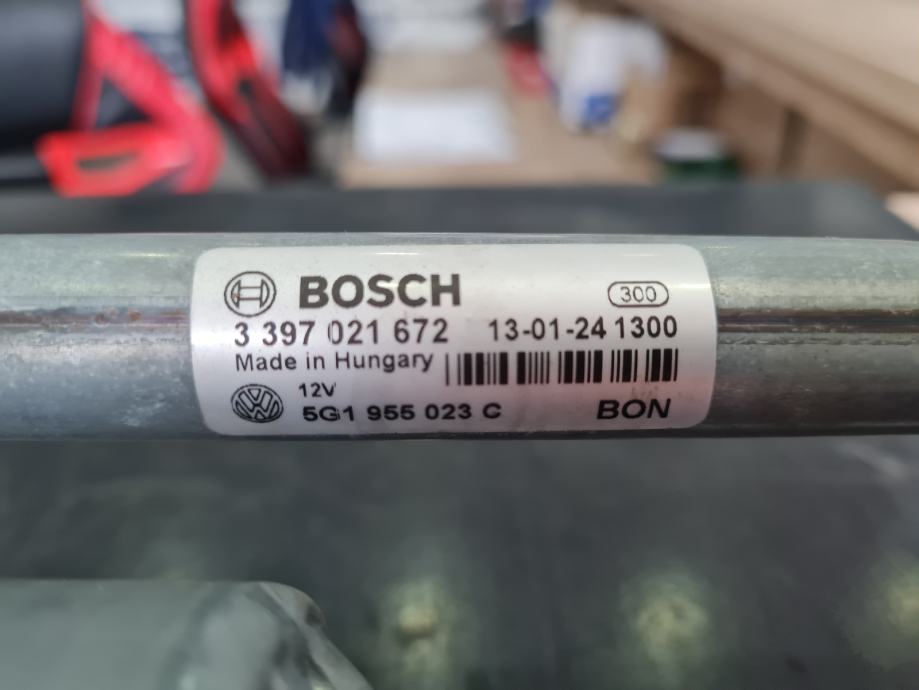 BOSCH 300
3 397 021 672 13-01-24 1300
Made in Hungary
12V
5G1 955 023 C BON